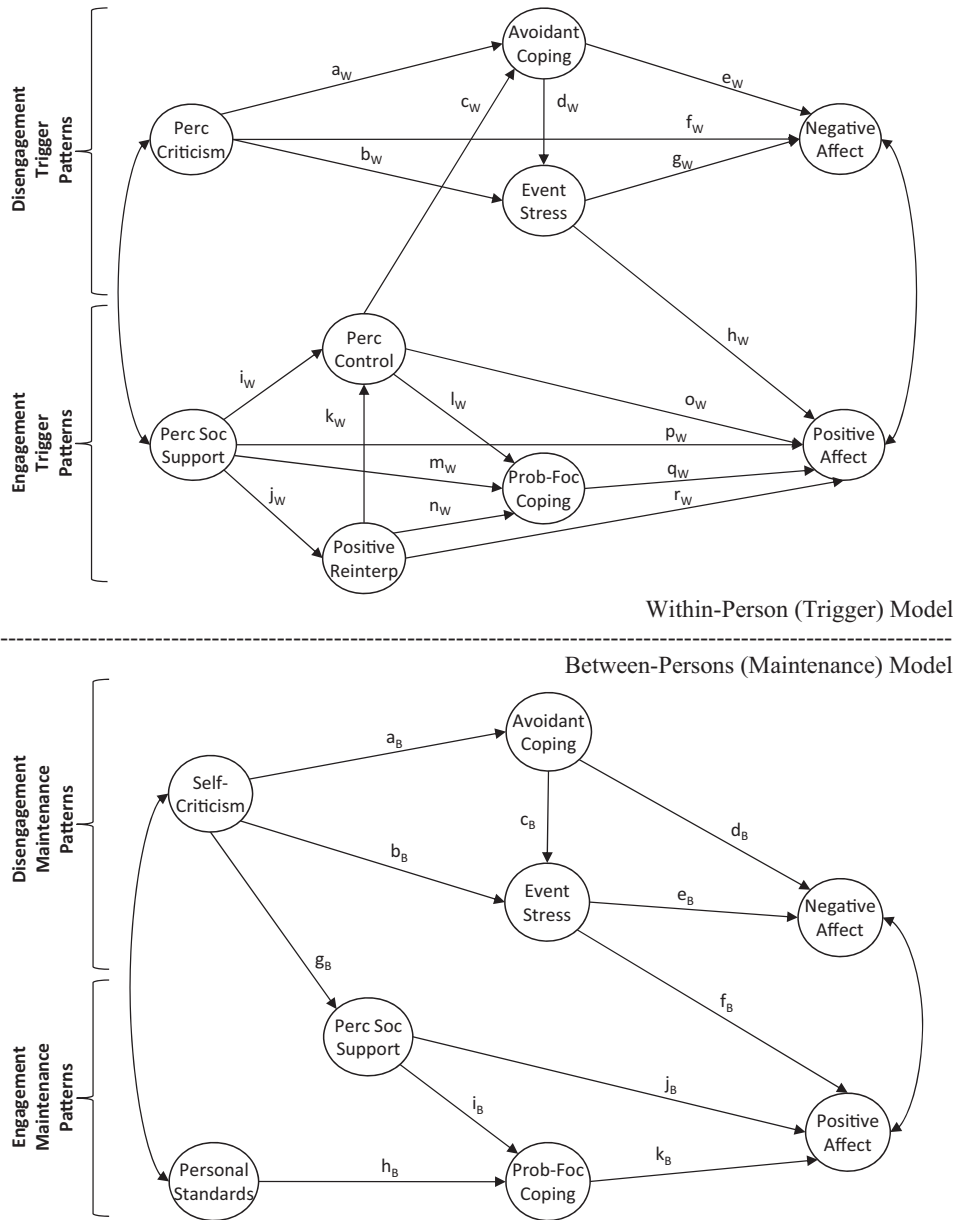 Disengagement
Trigger
Patterns
Engagement
Trigger
Patterns
Avoidant
Coping
Perc
Criticism
Negative
Affect
Event
Stress
Perc
Control
Perc Soc
Support
Positive
Affect
Prob-Foc
Coping
Positive
Reinterp
aW
cW
dW
eW
fW
bW
gW
hW
iW
kW
lW
oW
pW
mW
qW
jW
nW
rW
Within-Person (Trigger) Model
Between-Persons (Maintenance) Model
Disengagement
Maintenance
Patterns
Engagement
Maintenance
Patterns
Avoidant
Coping
Self-
Criticism
Event
Stress
Negative
Affect
Perc Soc
Support
Positive
Affect
Personal
Standards
Prob-Foc
Coping
aB
cB
dB
bB
eB
gB
fB
jB
iB
hB
kB